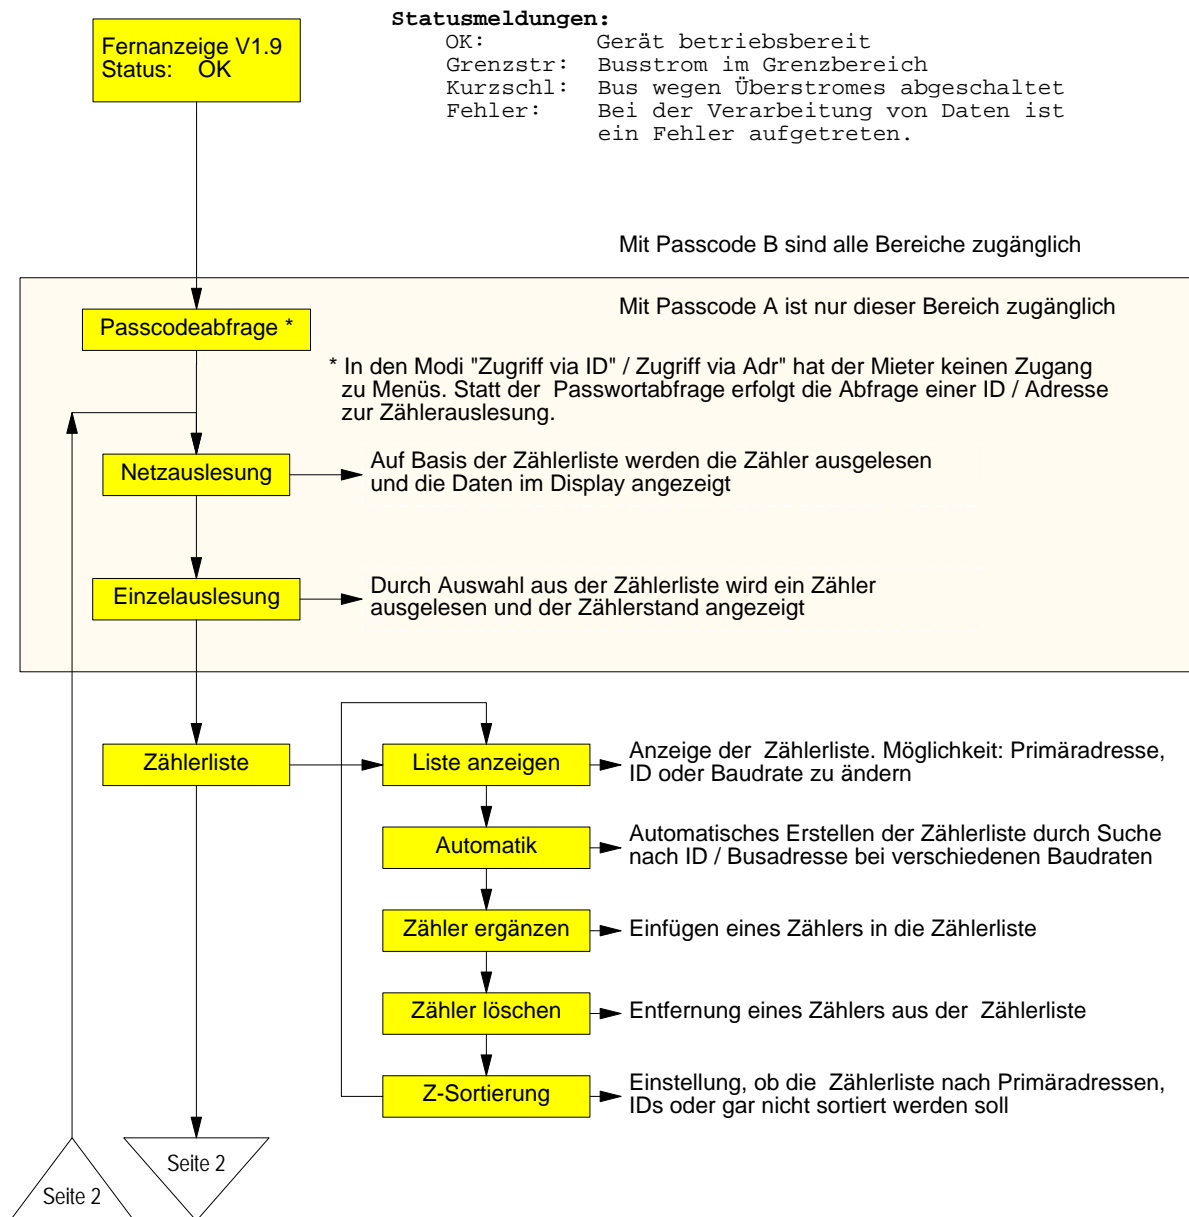 Fernanzeige V1.9
Status: OK
Statusmeldungen:
OK: Gerät betriebsbereit
Grenzstr: Busstrom im Grenzbereich
Kurzschl: Bus wegen Überstromes abgeschaltet
Fehler: Bei der Verarbeitung von Daten ist
ein Fehler aufgetreten.
Mit Passcode B sind alle Bereiche zugänglich
Mit Passcode A ist nur dieser Bereich zugänglich
Passcodeabfrage *
* In den Modi "Zugriff via ID" / Zugriff via Adr" hat der Mieter keinen Zugang
zu Menüs. Statt der Passwortabfrage erfolgt die Abfrage einer ID / Adresse
zur Zählerauslesung.
Netzauslesung
Auf Basis der Zählerliste werden die Zähler ausgelesen
und die Daten im Display angezeigt
Einzelauslesung
Durch Auswahl aus der Zählerliste wird ein Zähler
ausgelesen und der Zählerstand angezeigt
Zählerliste
Liste anzeigen
Anzeige der Zählerliste. Möglichkeit: Primäradresse,
ID oder Baudrate zu ändern
Automatik
Automatisches Erstellen der Zählerliste durch Suche
nach ID / Busadresse bei verschiedenen Baudraten
Zähler ergänzen
Einfügen eines Zählers in die Zählerliste
Zähler löschen
Entfernung eines Zählers aus der Zählerliste
Z-Sortierung
Einstellung, ob die Zählerliste nach Primäradressen,
IDs oder gar nicht sortiert werden soll
Seite 2
Seite 2